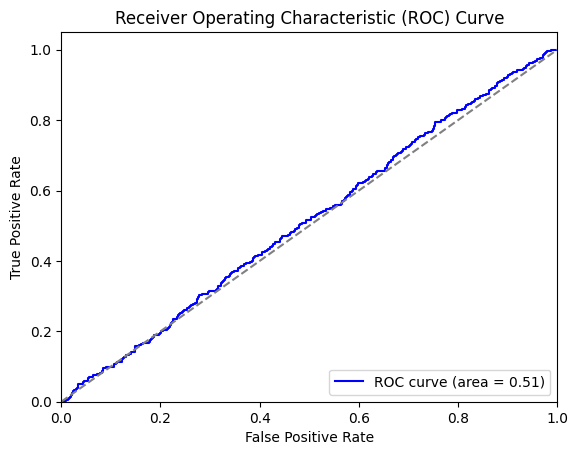 Receiver Operating Characteristic (ROC) Curve
True Positive Rate
1.0
0.8
0.6
0.4
0.2
0.0
0.0 0.2 0.4 0.6 0.8 1.0
False Positive Rate
ROC curve (area = 0.51)